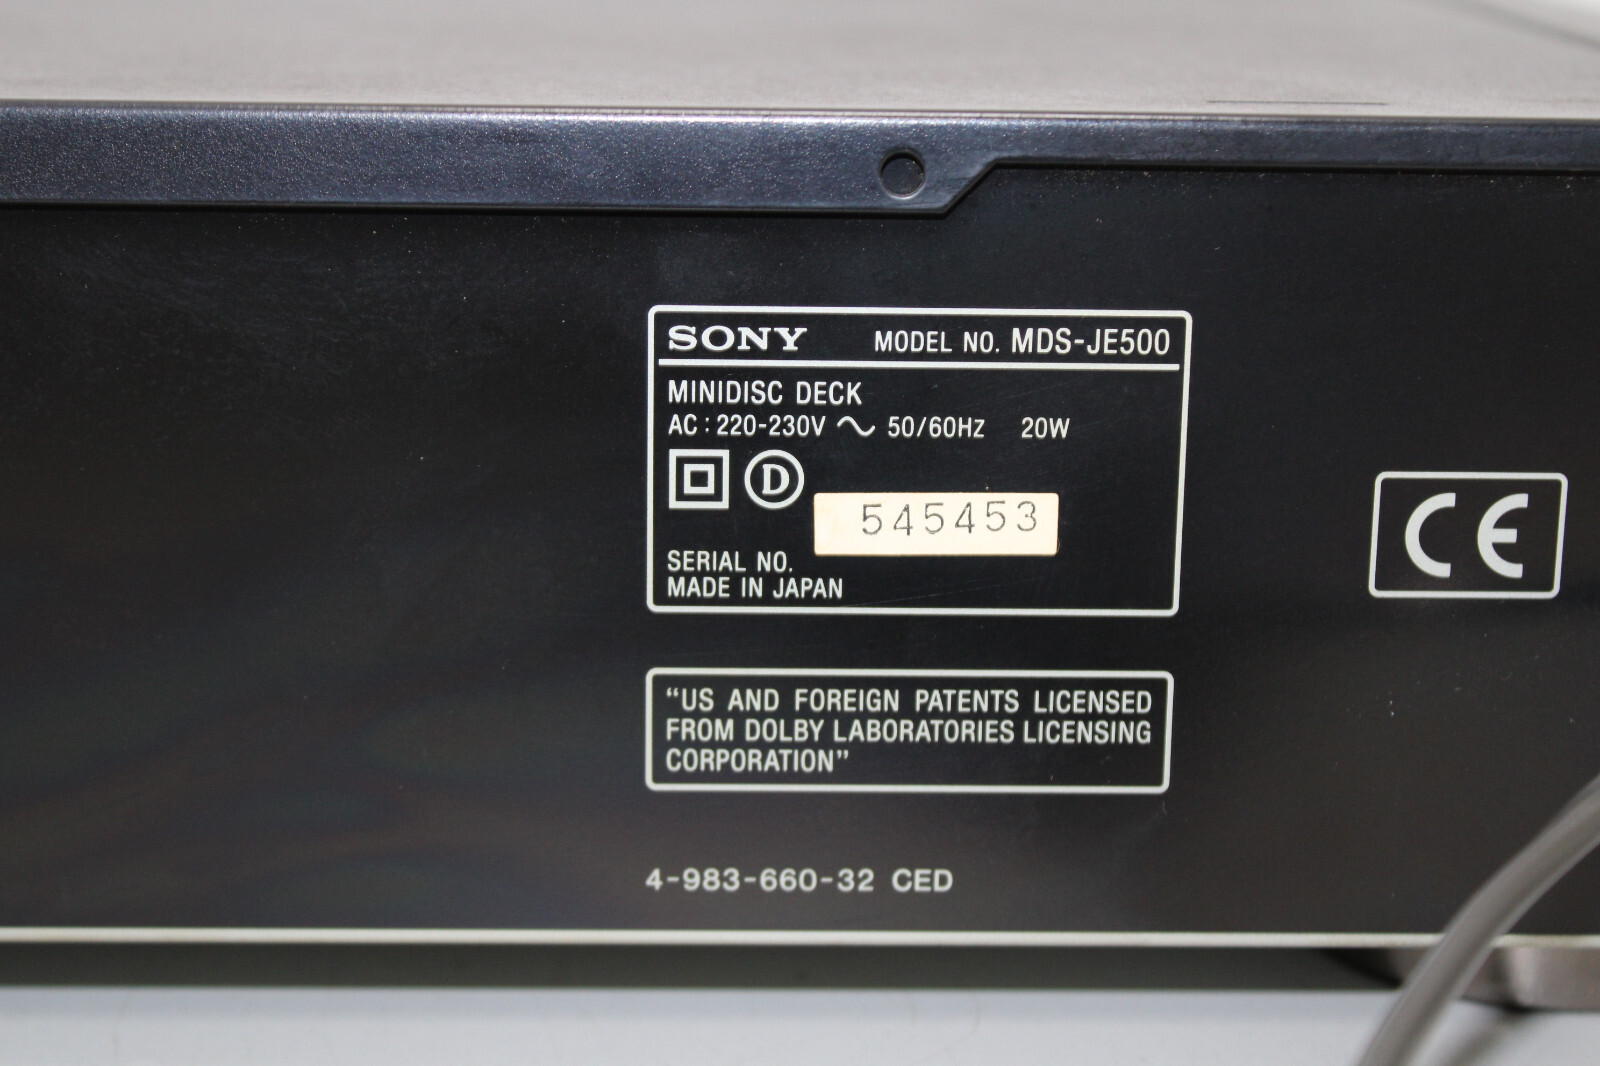 SONY MODEL NO. MDS-JE500
MINIDISC DECK
AC : 220-230V ~ 50/60HZ 20W
D
545453
SERIAL NO.
MADE IN JAPAN
CE
"US AND FOREIGN PATENTS LICENSED
FROM DOLBY LABORATORIES LICENSING
CORPORATION"
4-983-660-32 CED